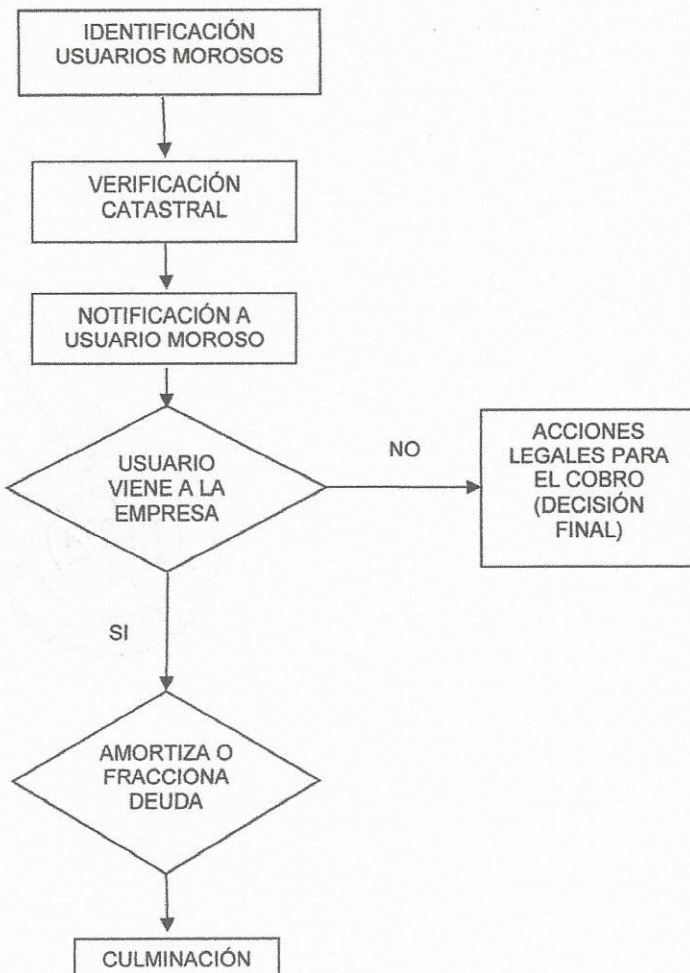 IDENTIFICACIÓN
USUARIOS MOROSOS
VERIFICACIÓN
CATASTRAL
NOTIFICACIÓN A
USUARIO MOROSO
USUARIO
VIENE A LA
EMPRESA
NO
ACCIONES
LEGALES PARA
EL COBRO
(DECISIÓN
FINAL)
SI
AMORTIZA O
FRACCIONA
DEUDA
CULMINACIÓN